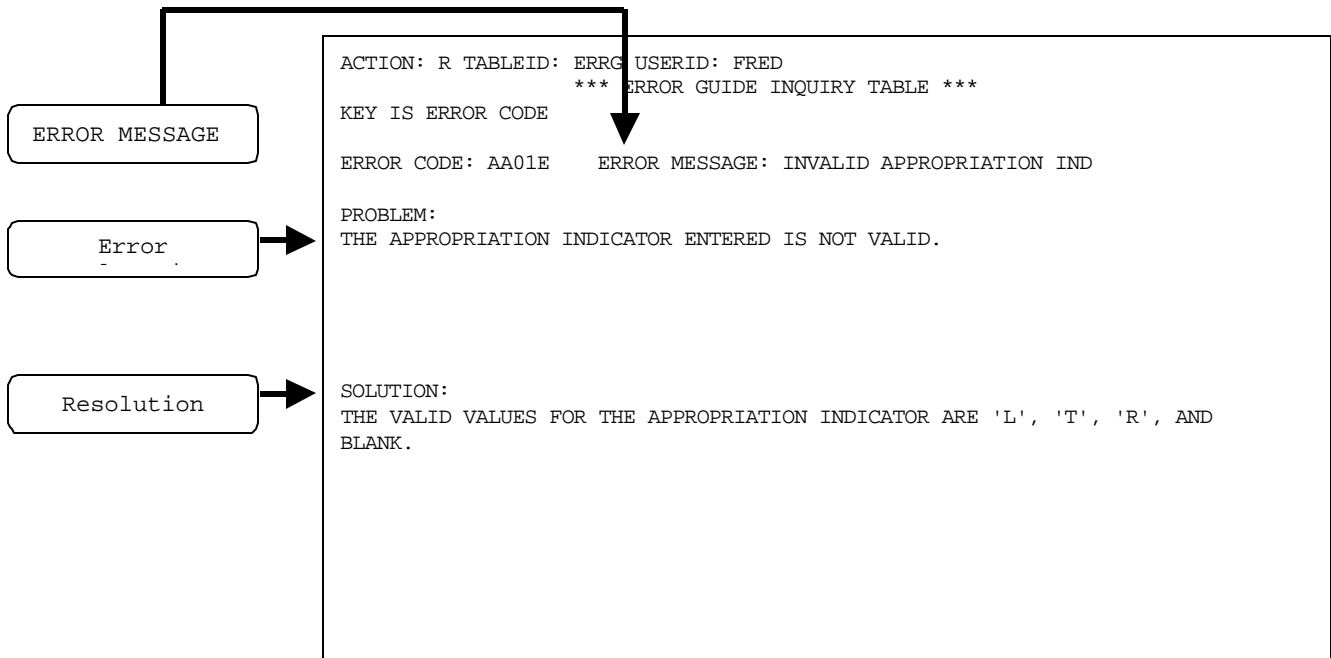 ACTION: R TABLEID: ERRG USERID: FRED
*** ERROR GUIDE INQUIRY TABLE ***
KEY IS ERROR CODE
ERROR MESSAGE
ERROR CODE: AA01E ERROR MESSAGE: INVALID APPROPRIATION IND
PROBLEM:
Error
THE APPROPRIATION INDICATOR ENTERED IS NOT VALID.
Resolution
SOLUTION:
THE VALID VALUES FOR THE APPROPRIATION INDICATOR ARE 'L', 'T', 'R', AND
BLANK.